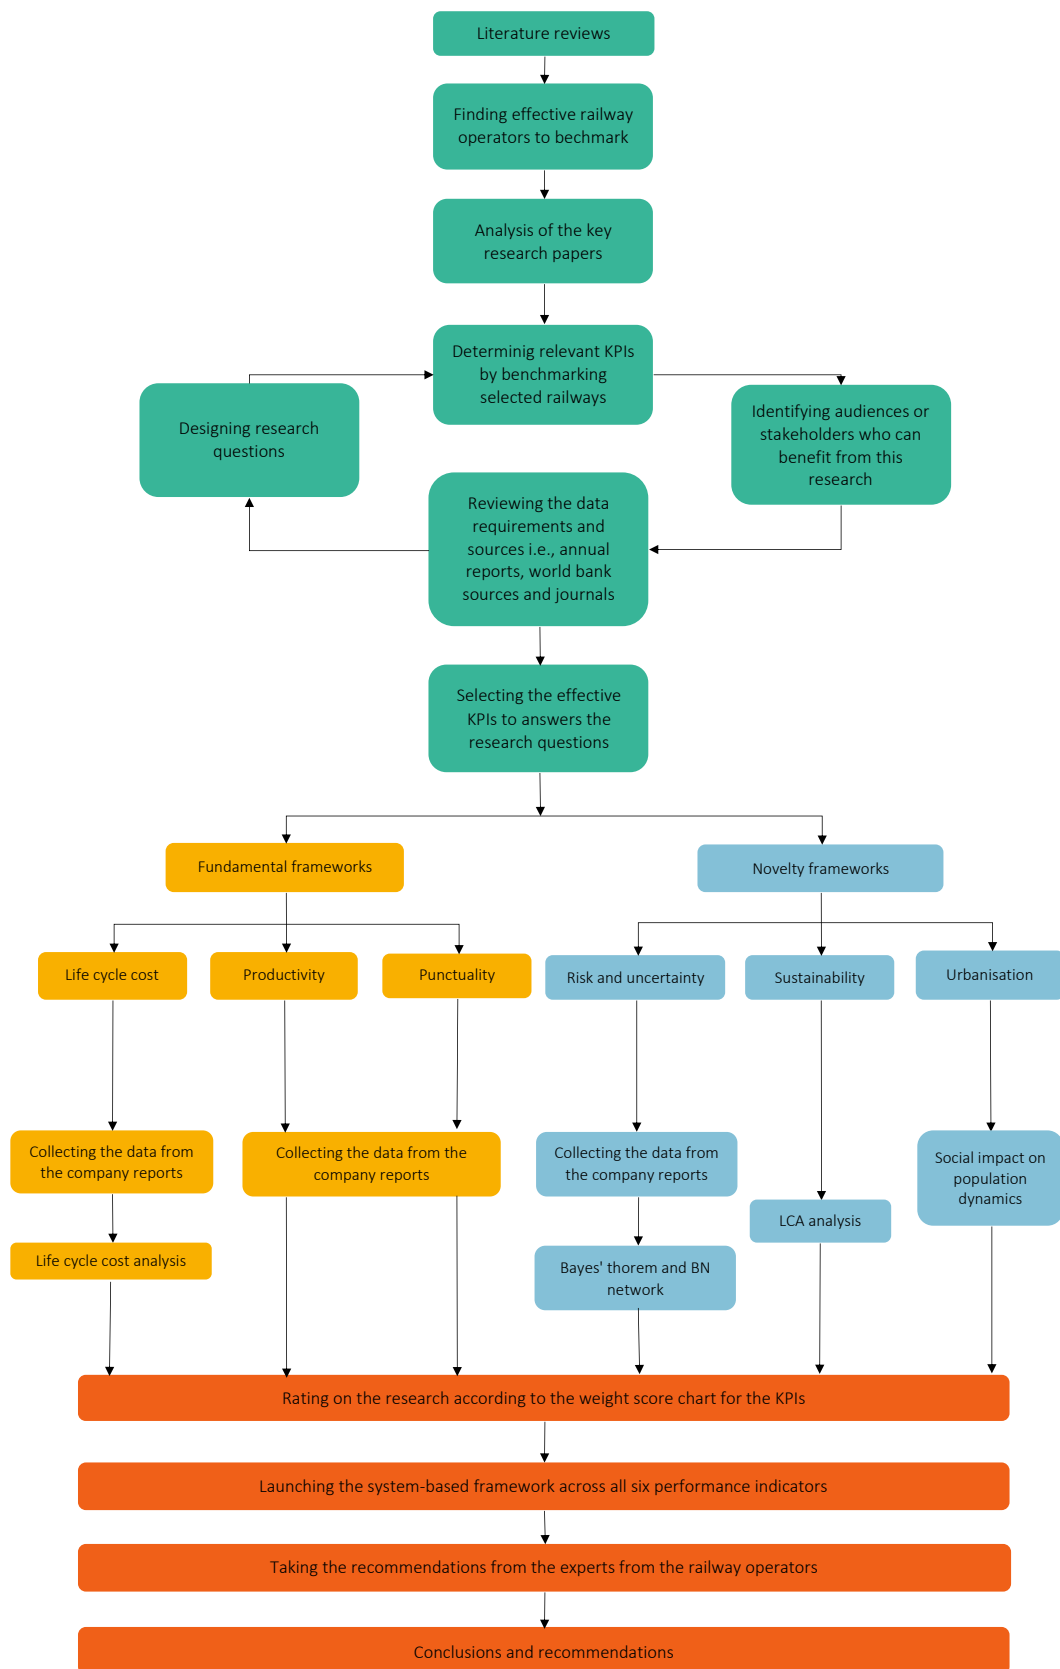 Literature reviews
Finding effective railway
operators to bechmark
Analysis of the key
research papers
Determinig relevant KPIs
by benchmarking
selected railways
Designing research
questions
Identifying audiences or
stakeholders who can
benefit from this
research
Reviewing the data
requirements and
sources i.e., annual
reports, world bank
sources and journals
Selecting the effective
KPIs to answers the
research questions
Fundamental frameworks
Novelty frameworks
Life cycle cost
Productivity
Punctuality
Risk and uncertainty
Sustainability
Urbanisation
Collecting the data from
the company reports
Collecting the data from the
company reports
Collecting the data from
the company reports
Social impact on
population
dynamics
LCA analysis
Life cycle cost analysis
Bayes' thorem and BN
network
Rating on the research according to the weight score chart for the KPIs
Launching the system-based framework across all six performance indicators
Taking the recommendations from the experts from the railway operators
Conclusions and recommendations